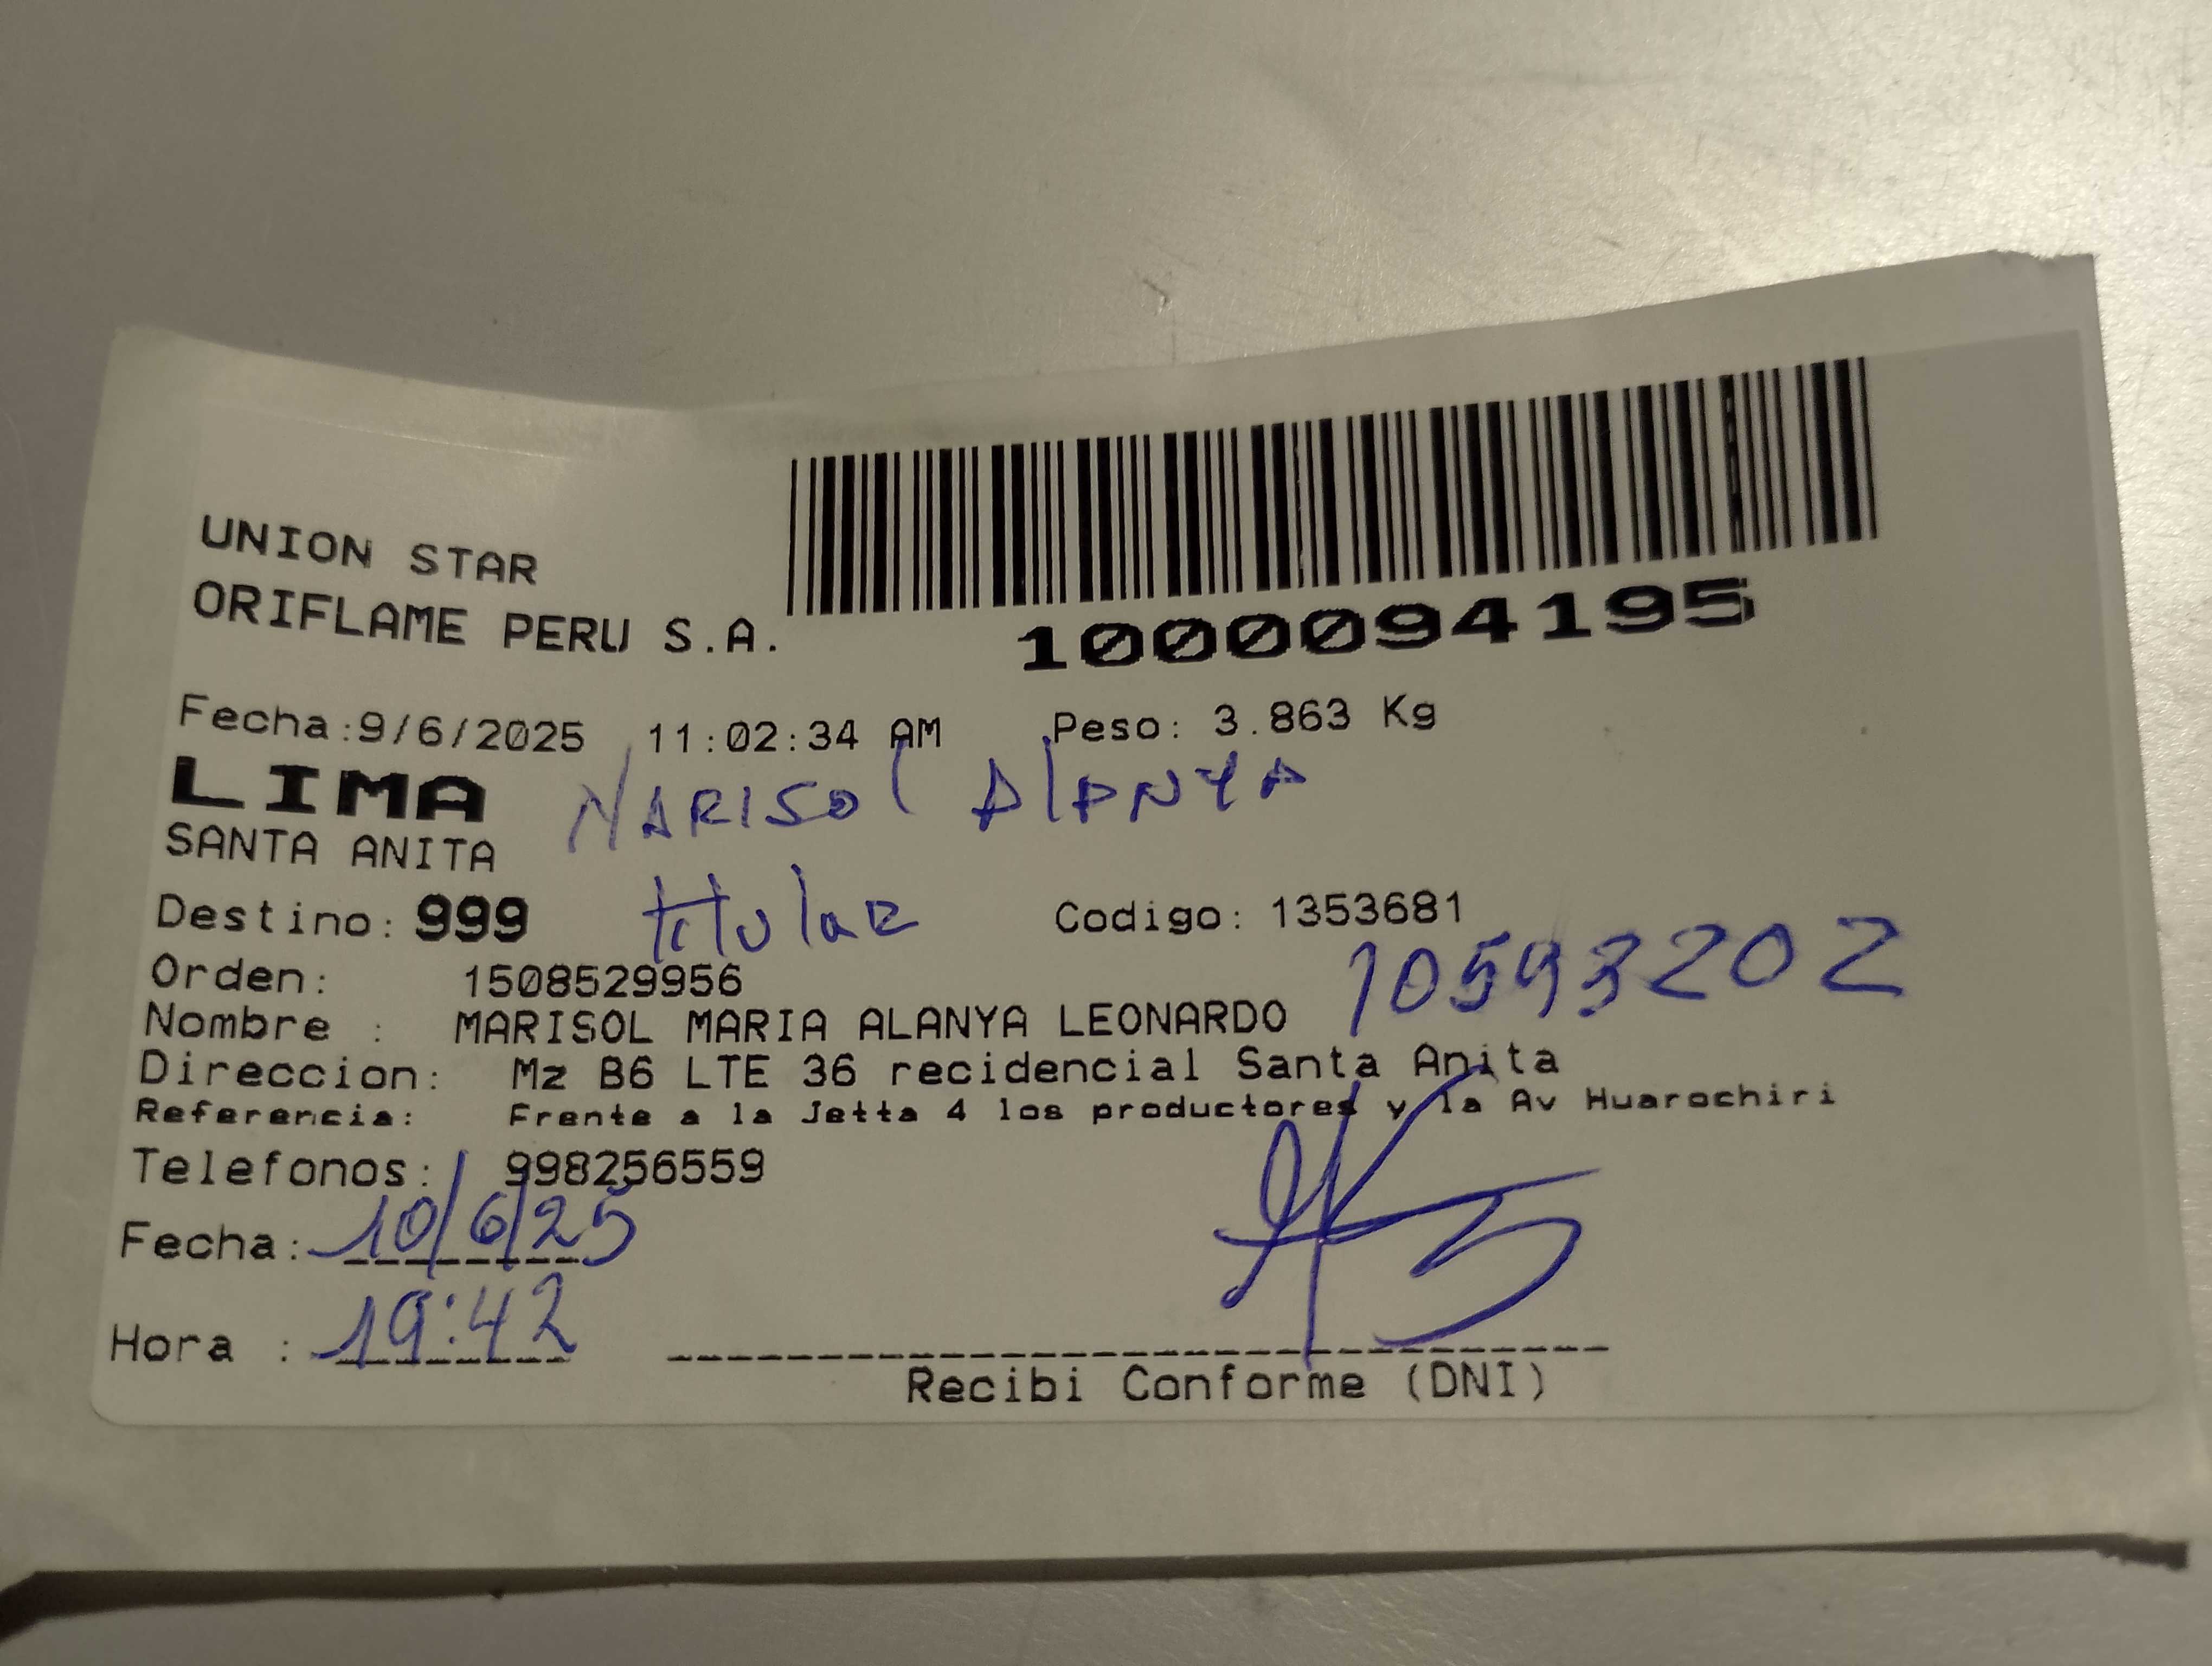 UNION STAR
ORIFLAME PERU S.A.
1000094195
Fecha:9/6/2025 11:02:34 AM Peso: 3.863 Kg
LIMA
MARISOL ALANYA
SANTA ANITA
Destino: 999 titular Codigo: 1353681
10593202
Orden: 1508529956
Nombre : MARISOL MARIA ALANYA LEONARDO
Direccion: Mz B6 LTE 36 recidencial Santa Anita
Referencia: Frente a la Jetta 4 los productores y la Av Huarochiri
Telefonos: 998256559
Fecha: 10/6/25
Hora : 19:42
Recibi Conforme (DNI)